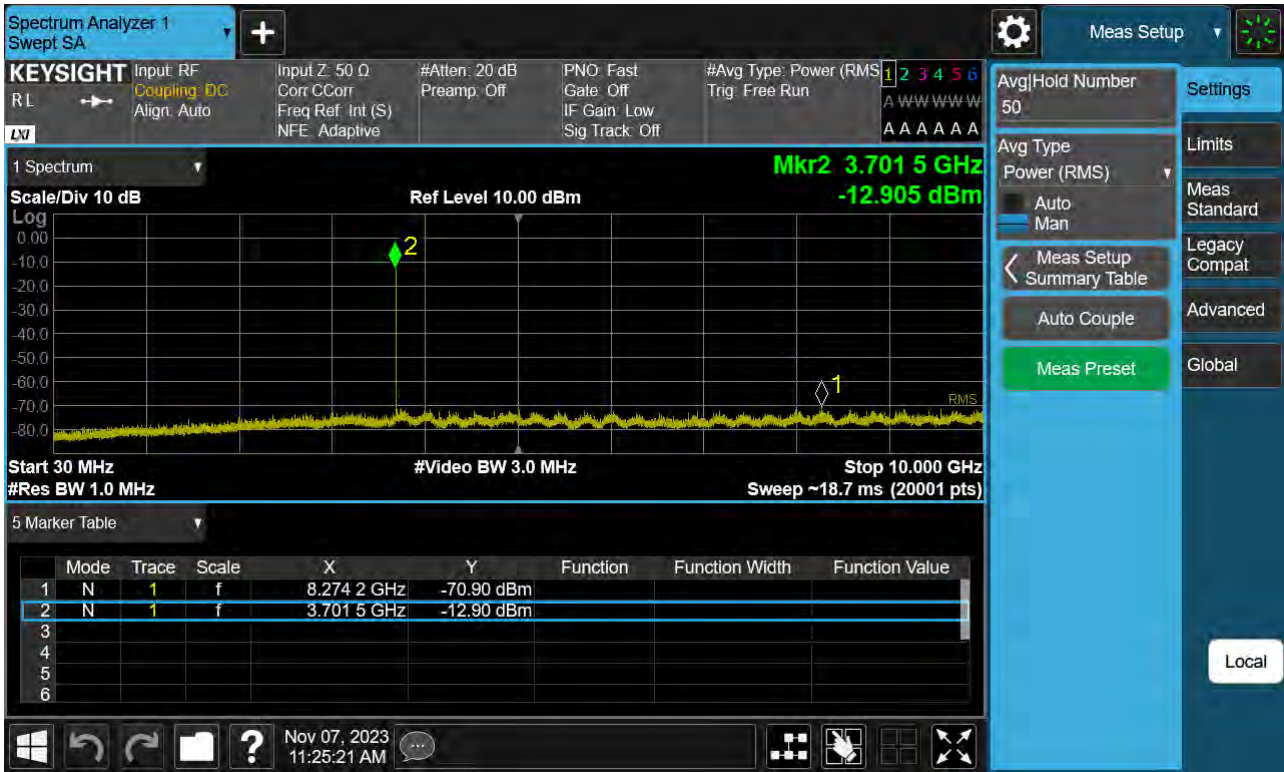 Spectrum Analyzer 1
Swept SA
+
Meas Setup
KEYSIGHT
RL
LXI
Input: RF
Coupling: DC
Align: Auto
Input Z: 50 Ω
Corr CCorr
Freq Ref: Int (S)
NFE: Adaptive
#Atten: 20 dB
Preamp: Off
PNO: Fast
Gate: Off
IF Gain: Low
Sig Track: Off
#Avg Type: Power (RMS)
Trig: Free Run
1 2 3 4 5 6
A W W W W W
A A A A A A
1 Spectrum
Mkr2 3.701 5 GHz
-12.905 dBm
Scale/Div 10 dB
Ref Level 10.00 dBm
Log
0.00
-10.0
-20.0
-30.0
-40.0
-50.0
-60.0
-70.0
-80.0
2
1
RMS
Start 30 MHz
#Video BW 3.0 MHz
Stop 10.000 GHz
#Res BW 1.0 MHz
Sweep ~18.7 ms (20001 pts)
5 Marker Table
Mode Trace Scale X Y Function Function Width Function Value
1 N 1 f 8.274 2 GHz -70.90 dBm
2 N 1 f 3.701 5 GHz -12.90 dBm
3
4
5
6
Avg|Hold Number
50
Avg Type
Power (RMS)
Auto
Man
Meas Setup
Summary Table
Auto Couple
Meas Preset
Settings
Limits
Meas
Standard
Legacy
Compat
Advanced
Global
Local
?
Nov 07, 2023
11:25:21 AM